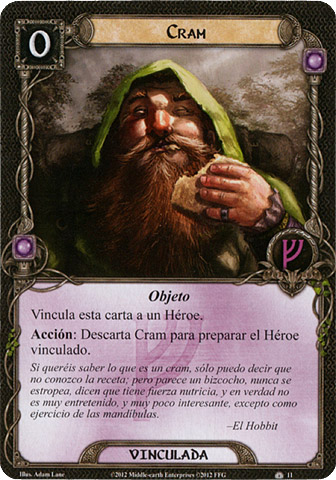 0
Cram
Objeto
Vincula esta carta a un Héroe.
Acción: Descarta Cram para preparar el Héroe
vinculado.
Si queréis saber lo que es un cram, sólo puedo decir que
no conozco la receta; pero parece un bizcocho, nunca se
estropea, dicen que tiene fuerza nutricia, y en verdad no
es muy entretenido, y muy poco interesante, excepto como
ejercicio de las mandíbulas.
–El Hobbit
VINCULADA
Illus. Adam Lane
©2012 Middle-earth Enterprises ©2012 FFG
11